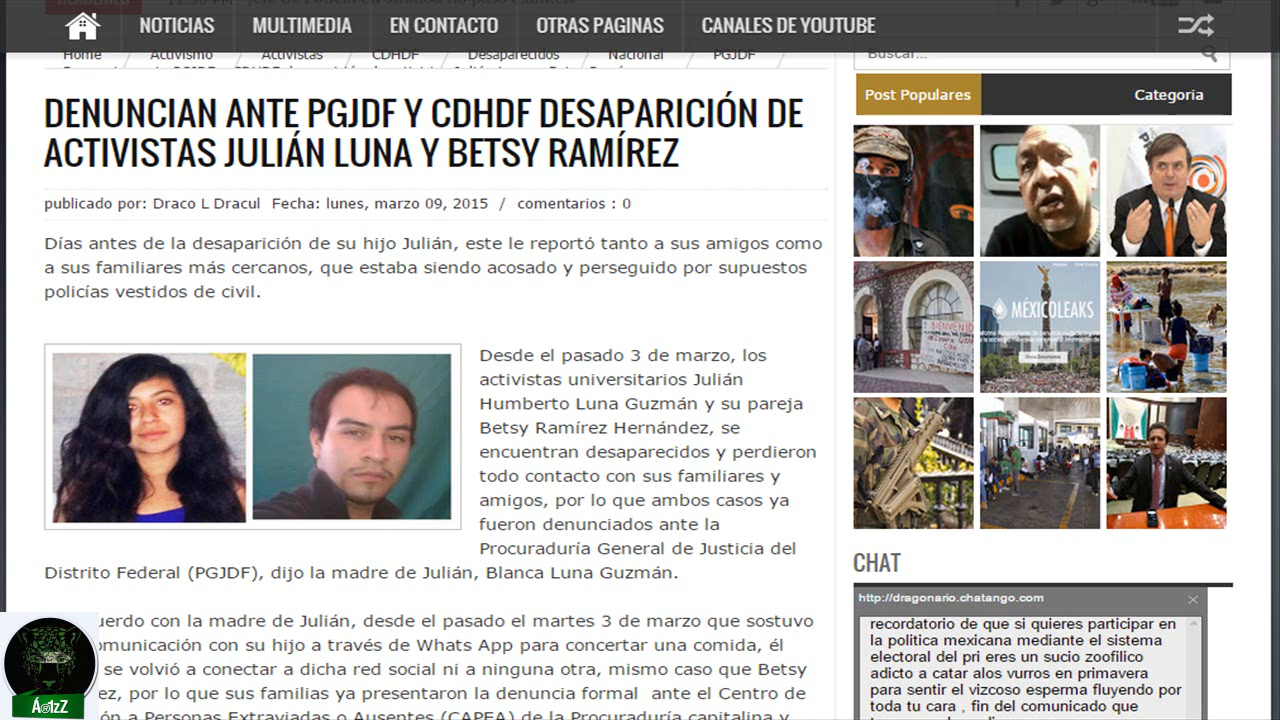 NOTICIAS MULTIMEDIA EN CONTACTO OTRAS PAGINAS CANALES DE YOUTUBE
Home Activismo Activistas CDHDF Desaparecidos Nacional PGJDF
Buscar...
DENUNCIAN ANTE PGJDF Y CDHDF DESAPARICIÓN DE
ACTIVISTAS JULIÁN LUNA Y BETSY RAMÍREZ
publicado por: Draco L Dracul Fecha: lunes, marzo 09, 2015 / comentarios : 0
Días antes de la desaparición de su hijo Julián, este le reportó tanto a sus amigos como
a sus familiares más cercanos, que estaba siendo acosado y perseguido por supuestos
policías vestidos de civil.
Desde el pasado 3 de marzo, los
activistas universitarios Julián
Humberto Luna Guzmán y su pareja
Betsy Ramírez Hernández, se
encuentran desaparecidos y perdieron
todo contacto con sus familiares y
amigos, por lo que ambos casos ya
fueron denunciados ante la
Procuraduría General de Justicia del
Distrito Federal (PGJDF), dijo la madre de Julián, Blanca Luna Guzmán.
uerdo con la madre de Julián, desde el pasado el martes 3 de marzo que sostuvo
omunicación con su hijo a través de Whats App para concertar una comida, él
se volvió a conectar a dicha red social ni a ninguna otra, mismo caso que Betsy
ez, por lo que sus familias ya presentaron la denuncia formal ante el Centro de
ón a Personas Extraviadas o Ausentes (CAPEA) de la Procuraduría capitalina y
Post Populares Categoria
BIENVENID
MÉXICOLEAKS
CHAT
http://dragonario.chatango.com
recordatorio de que si quieres participar en
la politica mexicana mediante el sistema
electoral del pri eres un sucio zoofilico
adicto a catar alos vurros en primavera
para sentir el vizcoso esperma fluyendo por
toda tu cara , fin del comunicado que